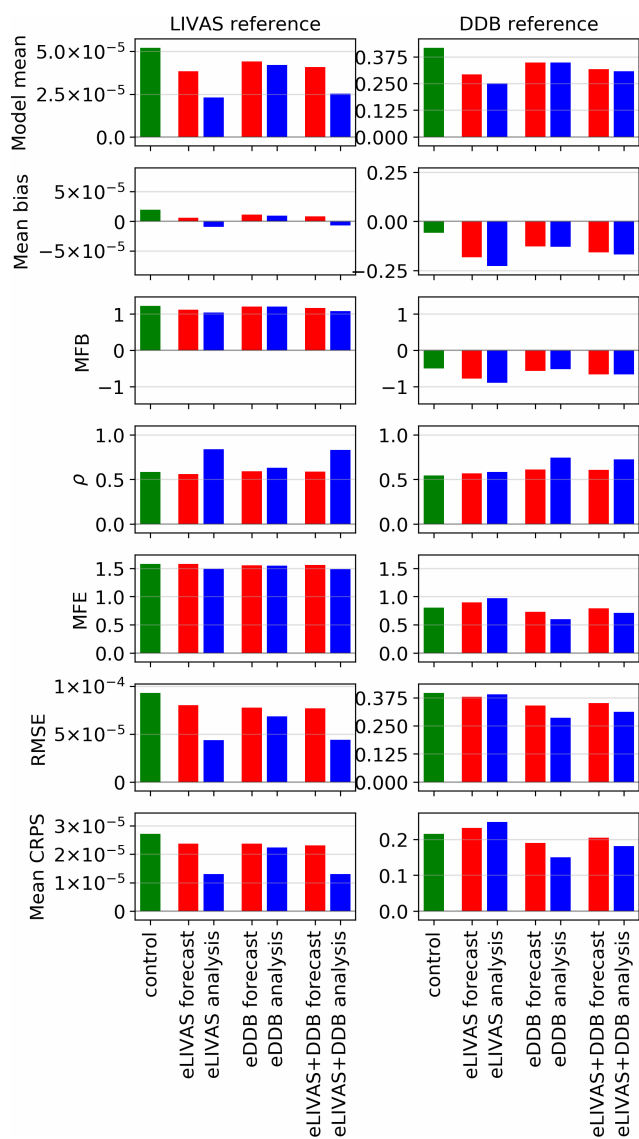 LIVAS reference
DDB reference
Model mean
5.0×10⁻⁵
2.5×10⁻⁵
0.0
0.375
0.250
0.125
0.000
Mean bias
5×10⁻⁵
0
−5×10⁻⁵
0.25
0.00
−0.25
MFB
1
0
−1
1
0
−1
ρ
1.0
0.5
0.0
1.0
0.5
0.0
MFE
1.5
1.0
0.5
0.0
1.5
1.0
0.5
0.0
RMSE
1×10⁻⁴
5×10⁻⁵
0
0.375
0.250
0.125
0.000
Mean CRPS
3×10⁻⁵
2×10⁻⁵
1×10⁻⁵
0
0.2
0.1
0.0
control
eLIVAS forecast
eLIVAS analysis
eDDB forecast
eDDB analysis
eLIVAS+DDB forecast
eLIVAS+DDB analysis
control
eLIVAS forecast
eLIVAS analysis
eDDB forecast
eDDB analysis
eLIVAS+DDB forecast
eLIVAS+DDB analysis